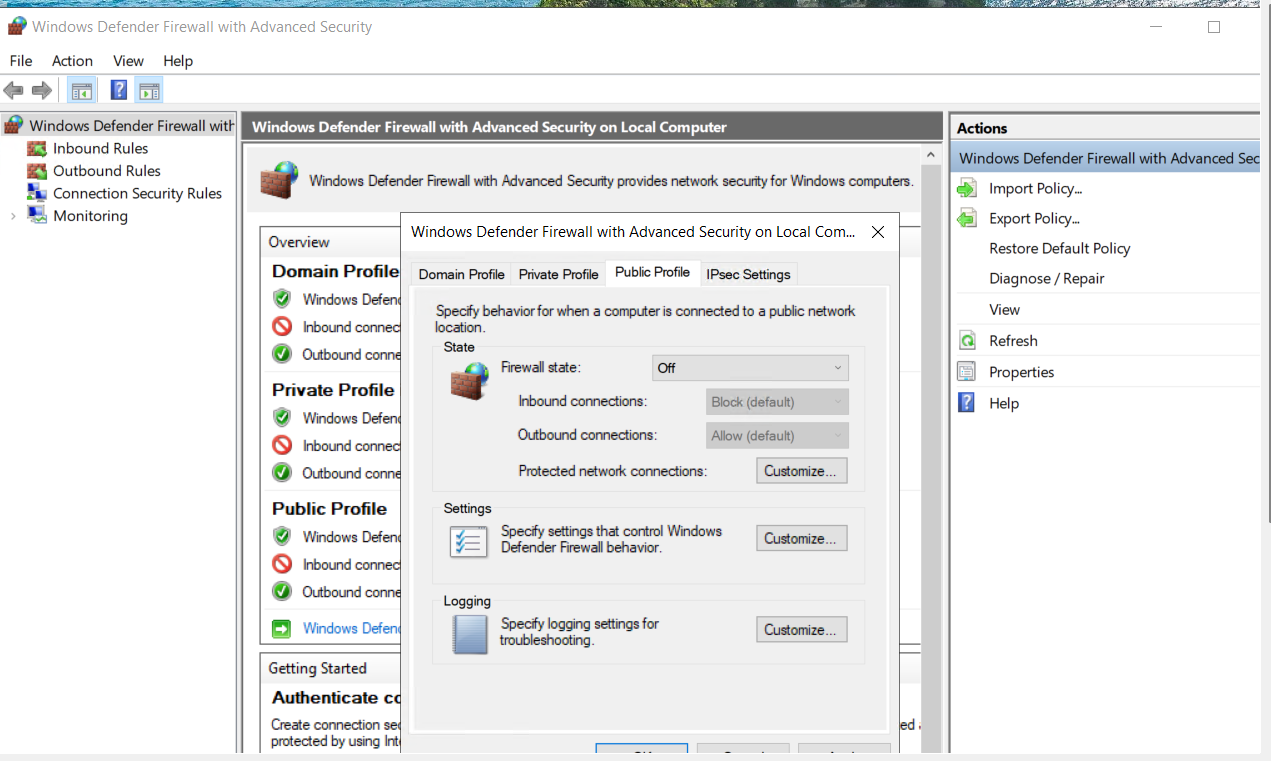 Windows Defender Firewall with Advanced Security
File Action View Help
Windows Defender Firewall with
Inbound Rules
Outbound Rules
Connection Security Rules
Monitoring
Windows Defender Firewall with Advanced Security on Local Computer
Windows Defender Firewall with Advanced Security provides network security for Windows computers.
Overview
Domain Profile
Windows Defen
Inbound connec
Outbound conne
Private Profile
Windows Defen
Inbound connec
Outbound conne
Public Profile
Windows Defen
Inbound connec
Outbound conne
Windows Defen
Getting Started
Authenticate co
Create connection sec
protected by using Inte
ed a
Windows Defender Firewall with Advanced Security on Local Com...
Domain Profile Private Profile Public Profile IPsec Settings
Specify behavior for when a computer is connected to a public network
location.
State
Firewall state: Off
Inbound connections: Block (default)
Outbound connections: Allow (default)
Protected network connections: Customize...
Settings
Specify settings that control Windows
Defender Firewall behavior.
Customize...
Logging
Specify logging settings for
troubleshooting.
Customize...
Actions
Windows Defender Firewall with Advanced Sec
Import Policy...
Export Policy...
Restore Default Policy
Diagnose / Repair
View
Refresh
Properties
Help